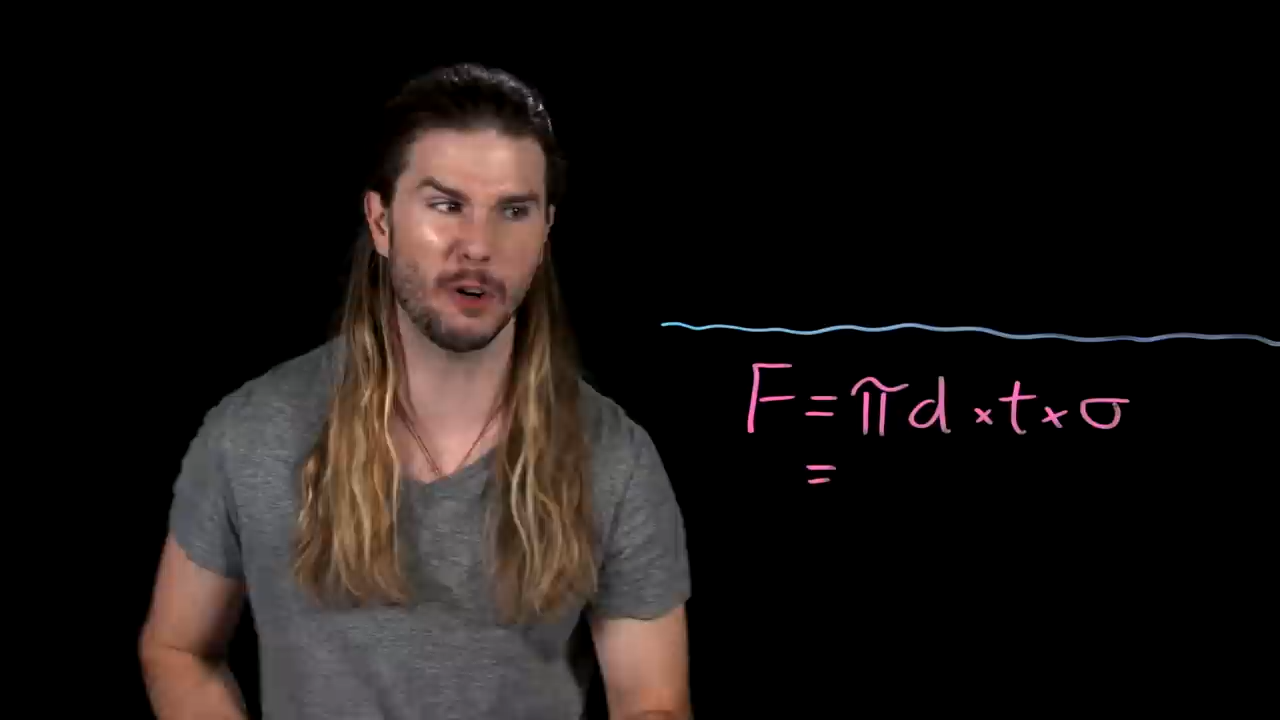 F = πd × t × σ
=